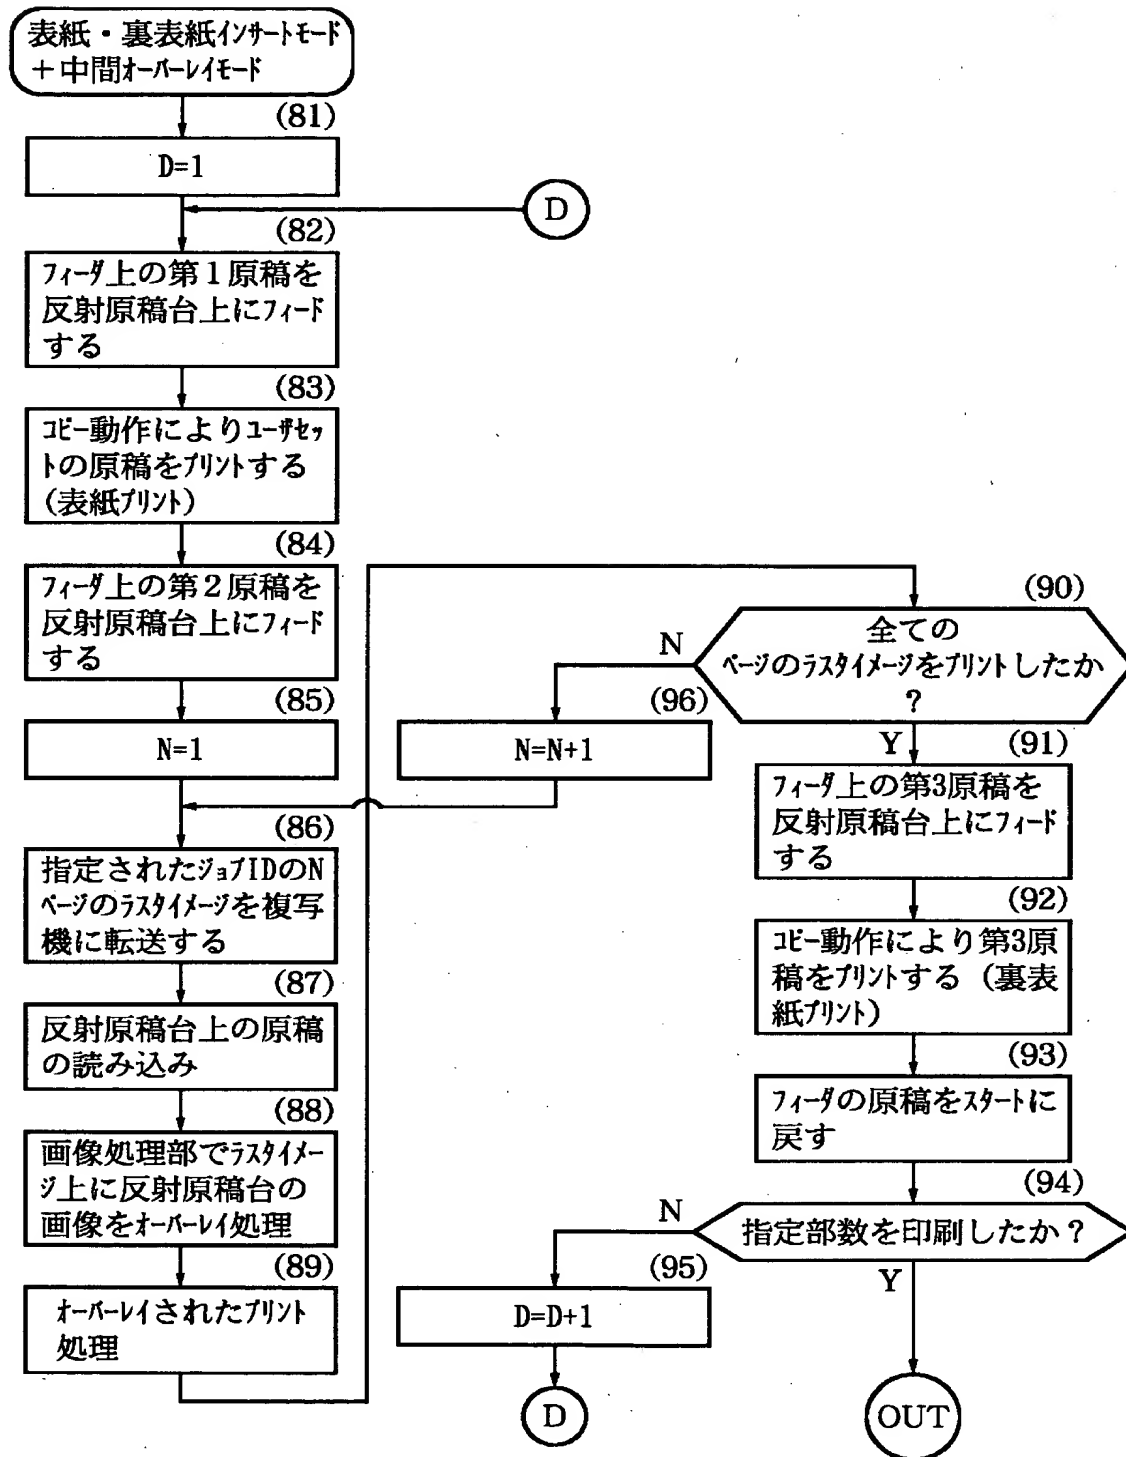 表紙・裏表紙インサートモード
＋中間オーバーレイモード
(81)
D=1
D
(82)
フィーダ上の第1原稿を
反射原稿台上にフィード
する
(83)
コピー動作によりユーザセッ
トの原稿をプリントする
(表紙プリント)
(84)
フィーダ上の第2原稿を
反射原稿台上にフィード
する
(85)
N=1
(86)
指定されたジョブIDのN
ページのラスタイメージを複写
機に転送する
(87)
反射原稿台上の原稿
の読み込み
(88)
画像処理部でラスタイメー
ジ上に反射原稿台の
画像をオーバーレイ処理
(89)
オーバーレイされたプリント
処理
(90)
全ての
ページのラスタイメージをプリントしたか
?
N
(96)
N=N+1
Y
(91)
フィーダ上の第3原稿を
反射原稿台上にフィード
する
(92)
コピー動作により第3原
稿をプリントする (裏表
紙プリント)
(93)
フィーダの原稿をスタートに
戻す
(94)
指定部数を印刷したか?
N
(95)
D=D+1
D
Y
OUT